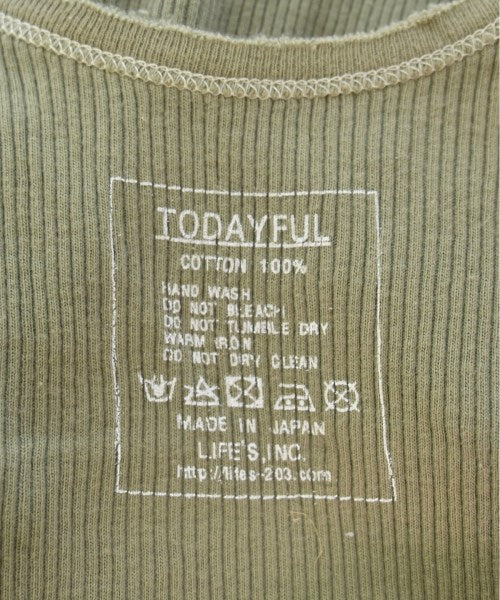 TODAYFUL
COTTON 100%
HAND WASH
DO NOT BLEACH
DO NOT TUMBLE DRY
WARM IRON
DO NOT DRY CLEAN
MADE IN JAPAN
LIFE'S, INC.
http://lifes-203.com